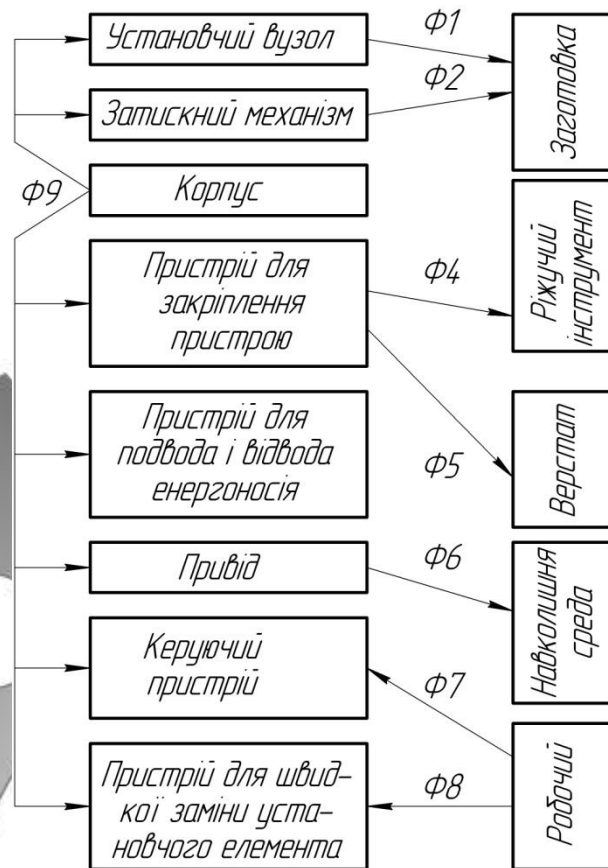 Установчий вузол
Ф1
Затискний механізм
Ф2
Заготовка
Ф9
Корпус
Пристрій для
закріплення
пристрою
Ф4
Ріжучий
інструмент
Пристрій для
подвода і відвода
енергоносія
Ф5
Верстат
Привід
Ф6
Навколишня
среда
Керуючий
пристрій
Ф7
Пристрій для швид-
кої заміни уста-
новчого елемента
Ф8
Робочий